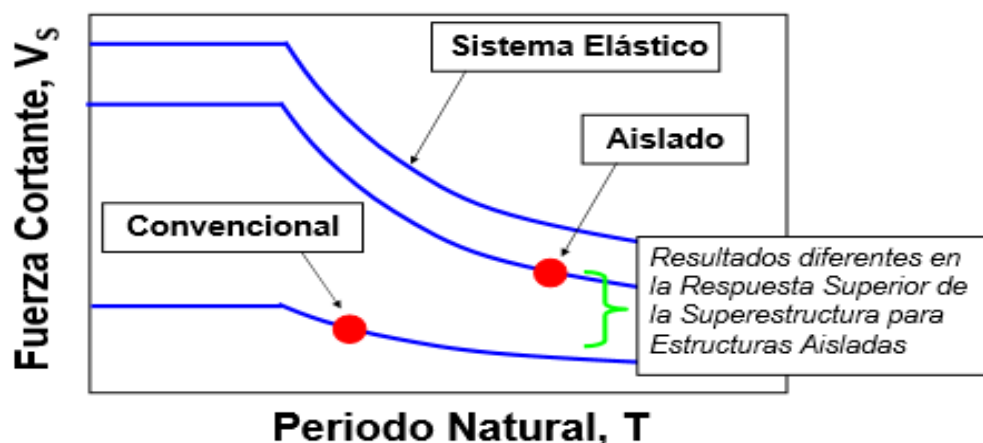 Fuerza Cortante, VS
Sistema Elástico
Aislado
Convencional
Resultados diferentes en
la Respuesta Superior de
la Superestructura para
Estructuras Aisladas
Periodo Natural, T